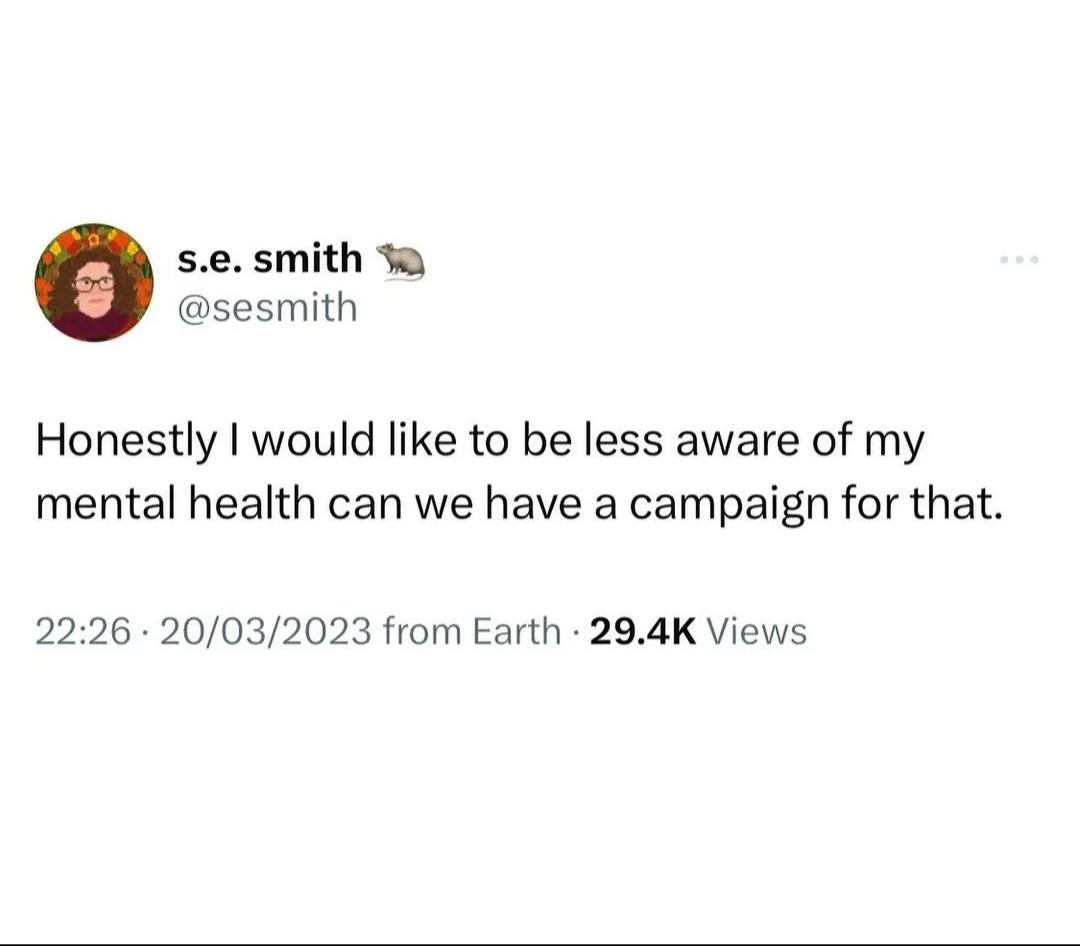 s.e. smith 🐀
@sesmith
Honestly I would like to be less aware of my
mental health can we have a campaign for that.
22:26 · 20/03/2023 from Earth · 29.4K Views